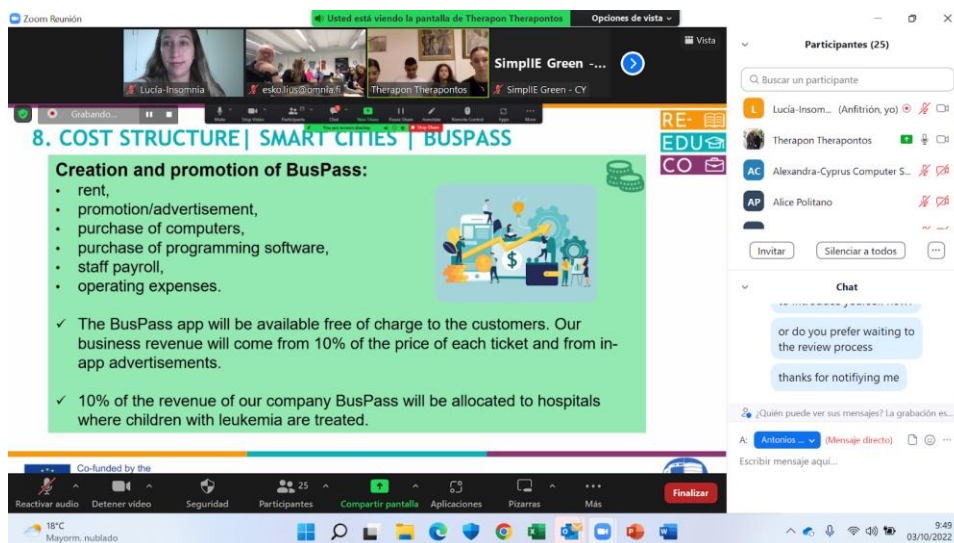 Zoom Reunión
Usted está viendo la pantalla de Therapon Therapontos
Opciones de vista
Vista
Lucía-Insomnia
esko.lius@omnia.fi
Therapon Therapontos
SimplIE Green -...
SimplIE Green - CY
Grabando...
8. COST STRUCTURE| SMART CITIES | BUSPASS
RE-
EDU
CO
Creation and promotion of BusPass:
• rent,
• promotion/advertisement,
• purchase of computers,
• purchase of programming software,
• staff payroll,
• operating expenses.
✓ The BusPass app will be available free of charge to the customers. Our
business revenue will come from 10% of the price of each ticket and from in-
app advertisements.
✓ 10% of the revenue of our company BusPass will be allocated to hospitals
where children with leukemia are treated.
Co-funded by the
Reactivar audio
Detener video
Seguridad
25
Participantes
Compartir pantalla
Aplicaciones
Pizarras
Más
Finalizar
Participantes (25)
Buscar un participante
L Lucía-Insom... (Anfitrión, yo)
Therapon Therapontos
AC Alexandra-Cyprus Computer S...
AP Alice Politano
Invitar
Silenciar a todos
...
Chat
or do you prefer waiting to
the review process
thanks for notifiying me
¿Quién puede ver sus mensajes? La grabación es...
A: Antonios ... (Mensaje directo)
Escribir mensaje aquí...
18°C
Mayorm. nublado
9:49
03/10/2022